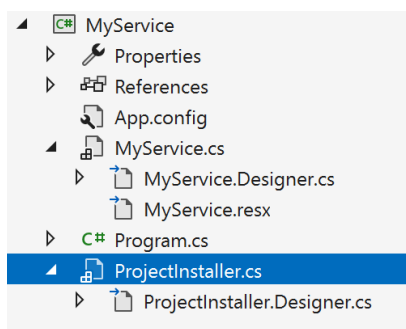 C# MyService
Properties
References
App.config
MyService.cs
MyService.Designer.cs
MyService.resx
C# Program.cs
ProjectInstaller.cs
ProjectInstaller.Designer.cs